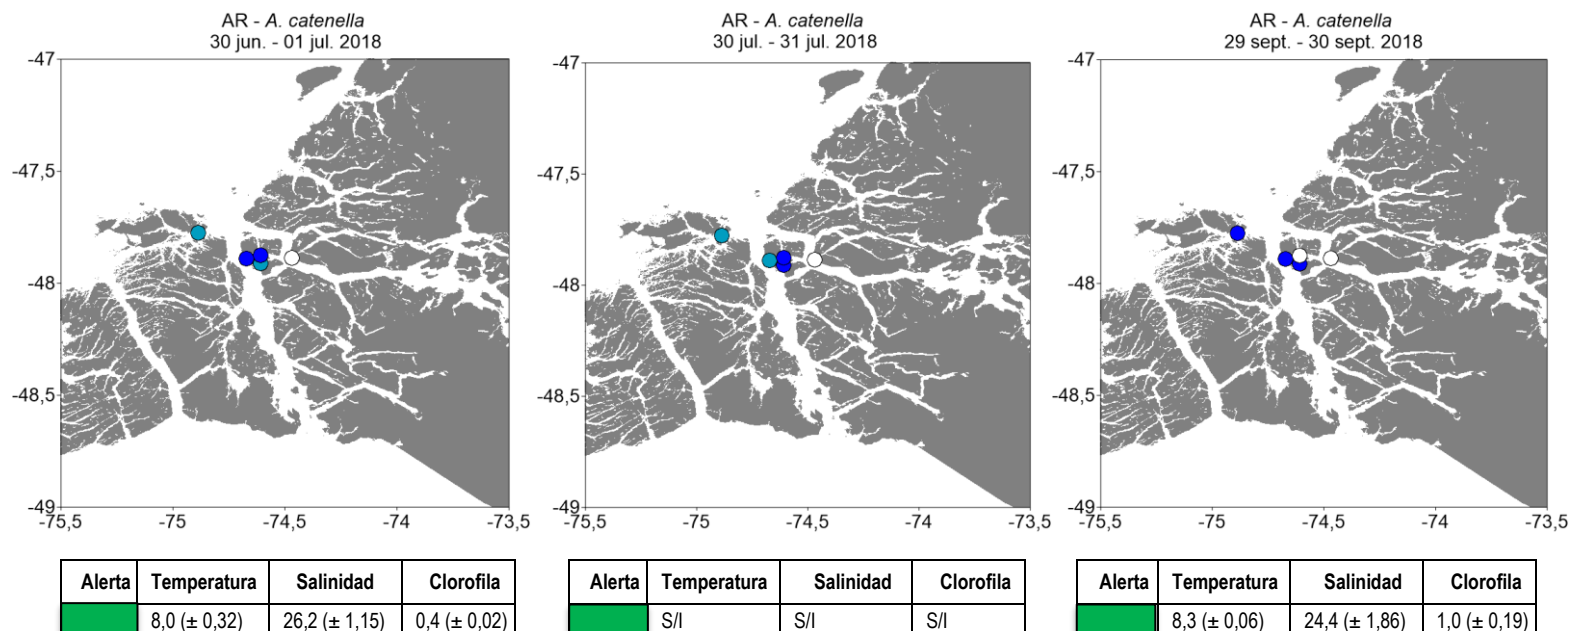 AR - A. catenella
30 jun. - 01 jul. 2018
-47
-47,5
-48
-48,5
-49
-75,5 -75 -74,5 -74 -73,5
AR - A. catenella
30 jul. - 31 jul. 2018
-47
-47,5
-48
-48,5
-49
-75,5 -75 -74,5 -74 -73,5
AR - A. catenella
29 sept. - 30 sept. 2018
-47
-47,5
-48
-48,5
-49
-75,5 -75 -74,5 -74 -73,5
Alerta Temperatura Salinidad Clorofila
8,0 (± 0,32) 26,2 (± 1,15) 0,4 (± 0,02)
Alerta Temperatura Salinidad Clorofila
S/I S/I S/I
Alerta Temperatura Salinidad Clorofila
8,3 (± 0,06) 24,4 (± 1,86) 1,0 (± 0,19)